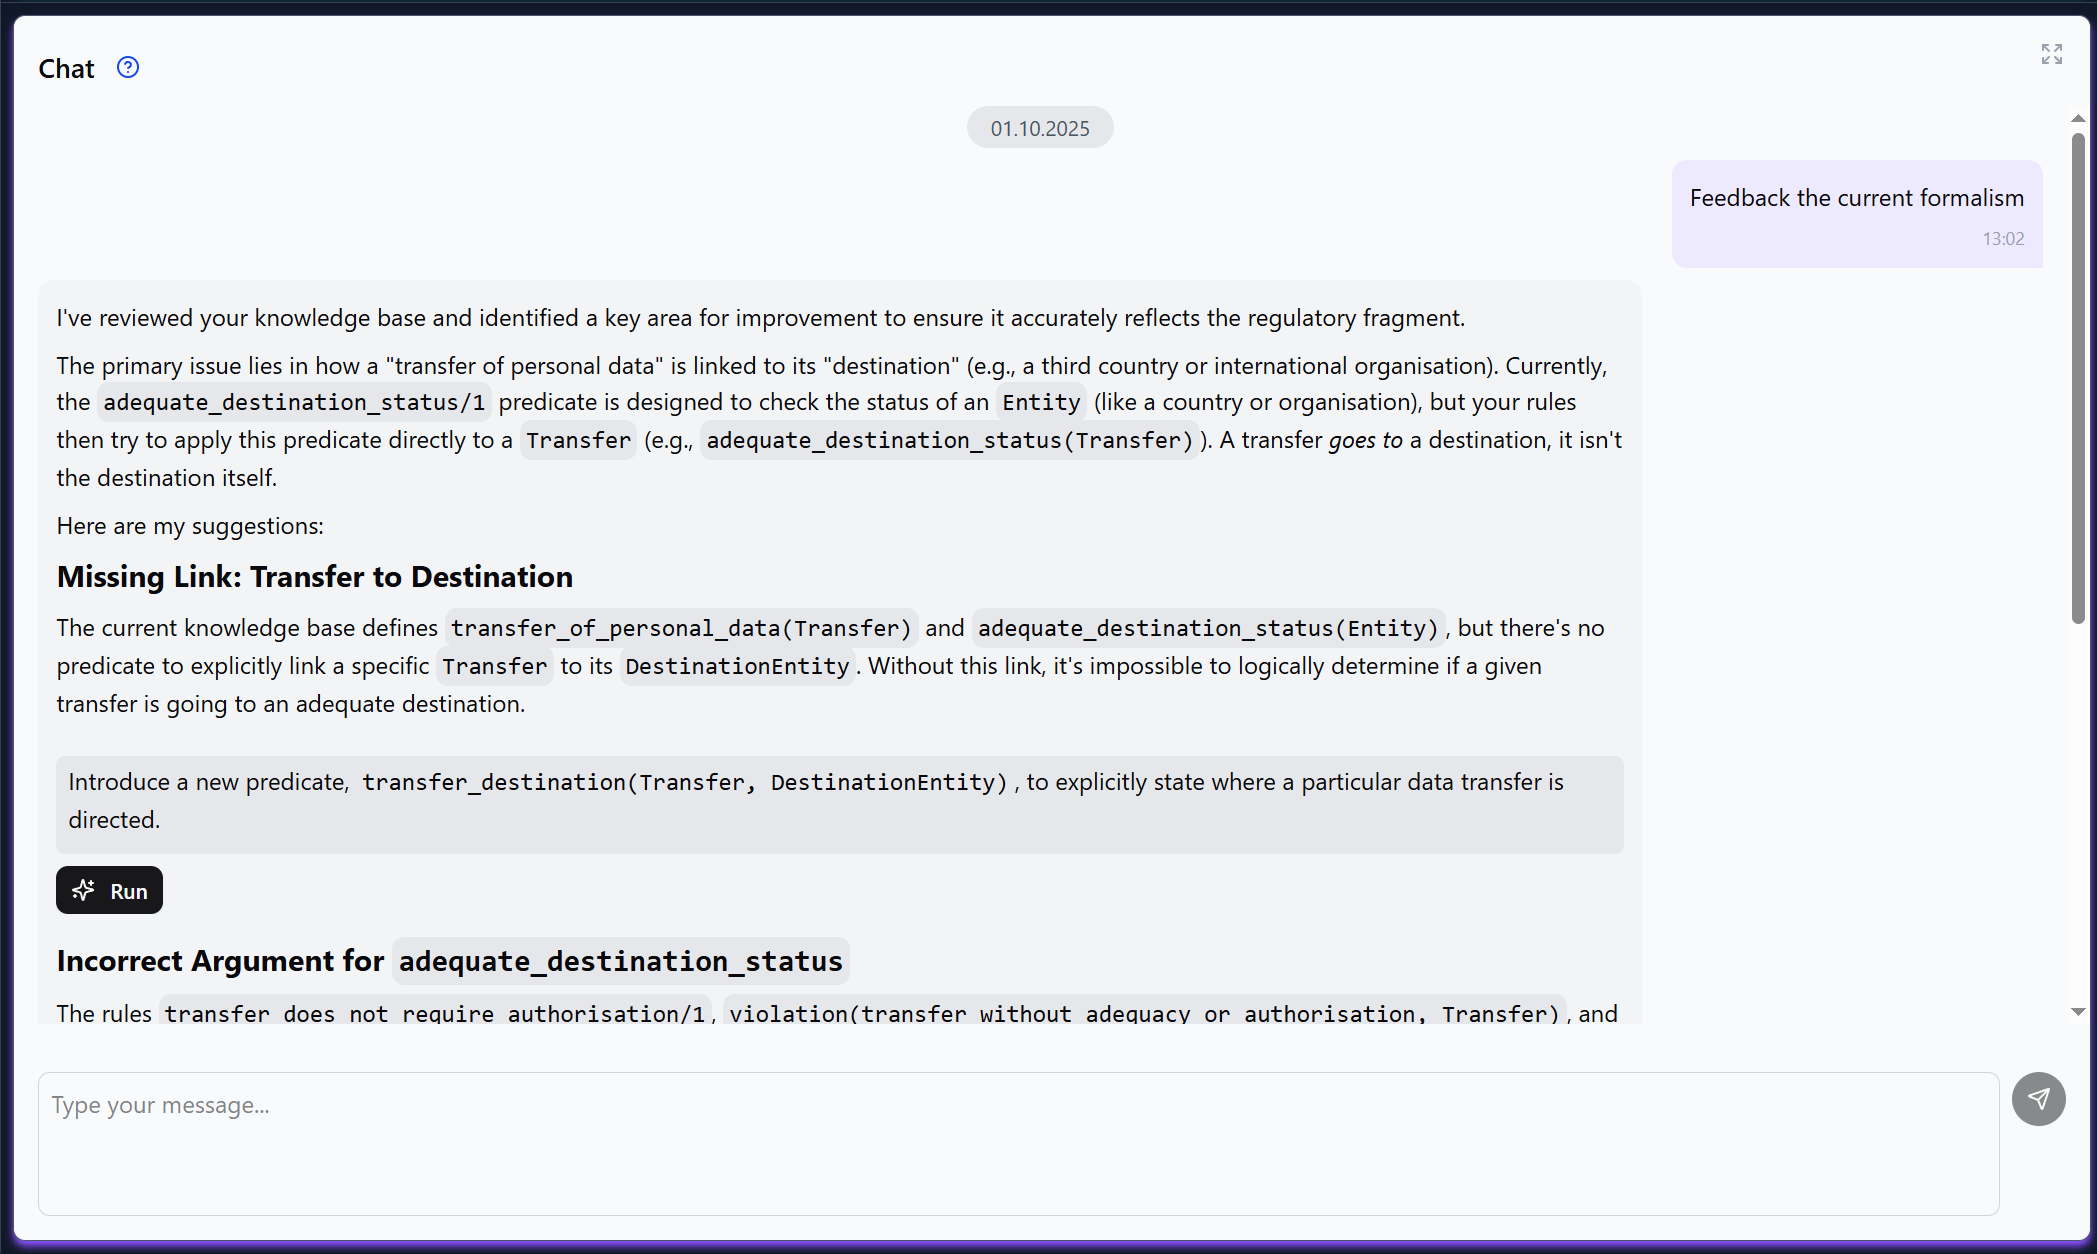 Chat
01.10.2025
Feedback the current formalism
13:02
I've reviewed your knowledge base and identified a key area for improvement to ensure it accurately reflects the regulatory fragment.
The primary issue lies in how a "transfer of personal data" is linked to its "destination" (e.g., a third country or international organisation). Currently,
the adequate_destination_status/1 predicate is designed to check the status of an Entity (like a country or organisation), but your rules
then try to apply this predicate directly to a Transfer (e.g., adequate_destination_status(Transfer)). A transfer goes to a destination, it isn't
the destination itself.
Here are my suggestions:
Missing Link: Transfer to Destination
The current knowledge base defines transfer_of_personal_data(Transfer) and adequate_destination_status(Entity), but there's no
predicate to explicitly link a specific Transfer to its DestinationEntity. Without this link, it's impossible to logically determine if a given
transfer is going to an adequate destination.
Introduce a new predicate, transfer_destination(Transfer, DestinationEntity), to explicitly state where a particular data transfer is
directed.
Run
Incorrect Argument for adequate_destination_status
The rules transfer_does_not_require_authorisation/1, violation(transfer_without_adequacy_or_authorisation, Transfer), and
Type your message...